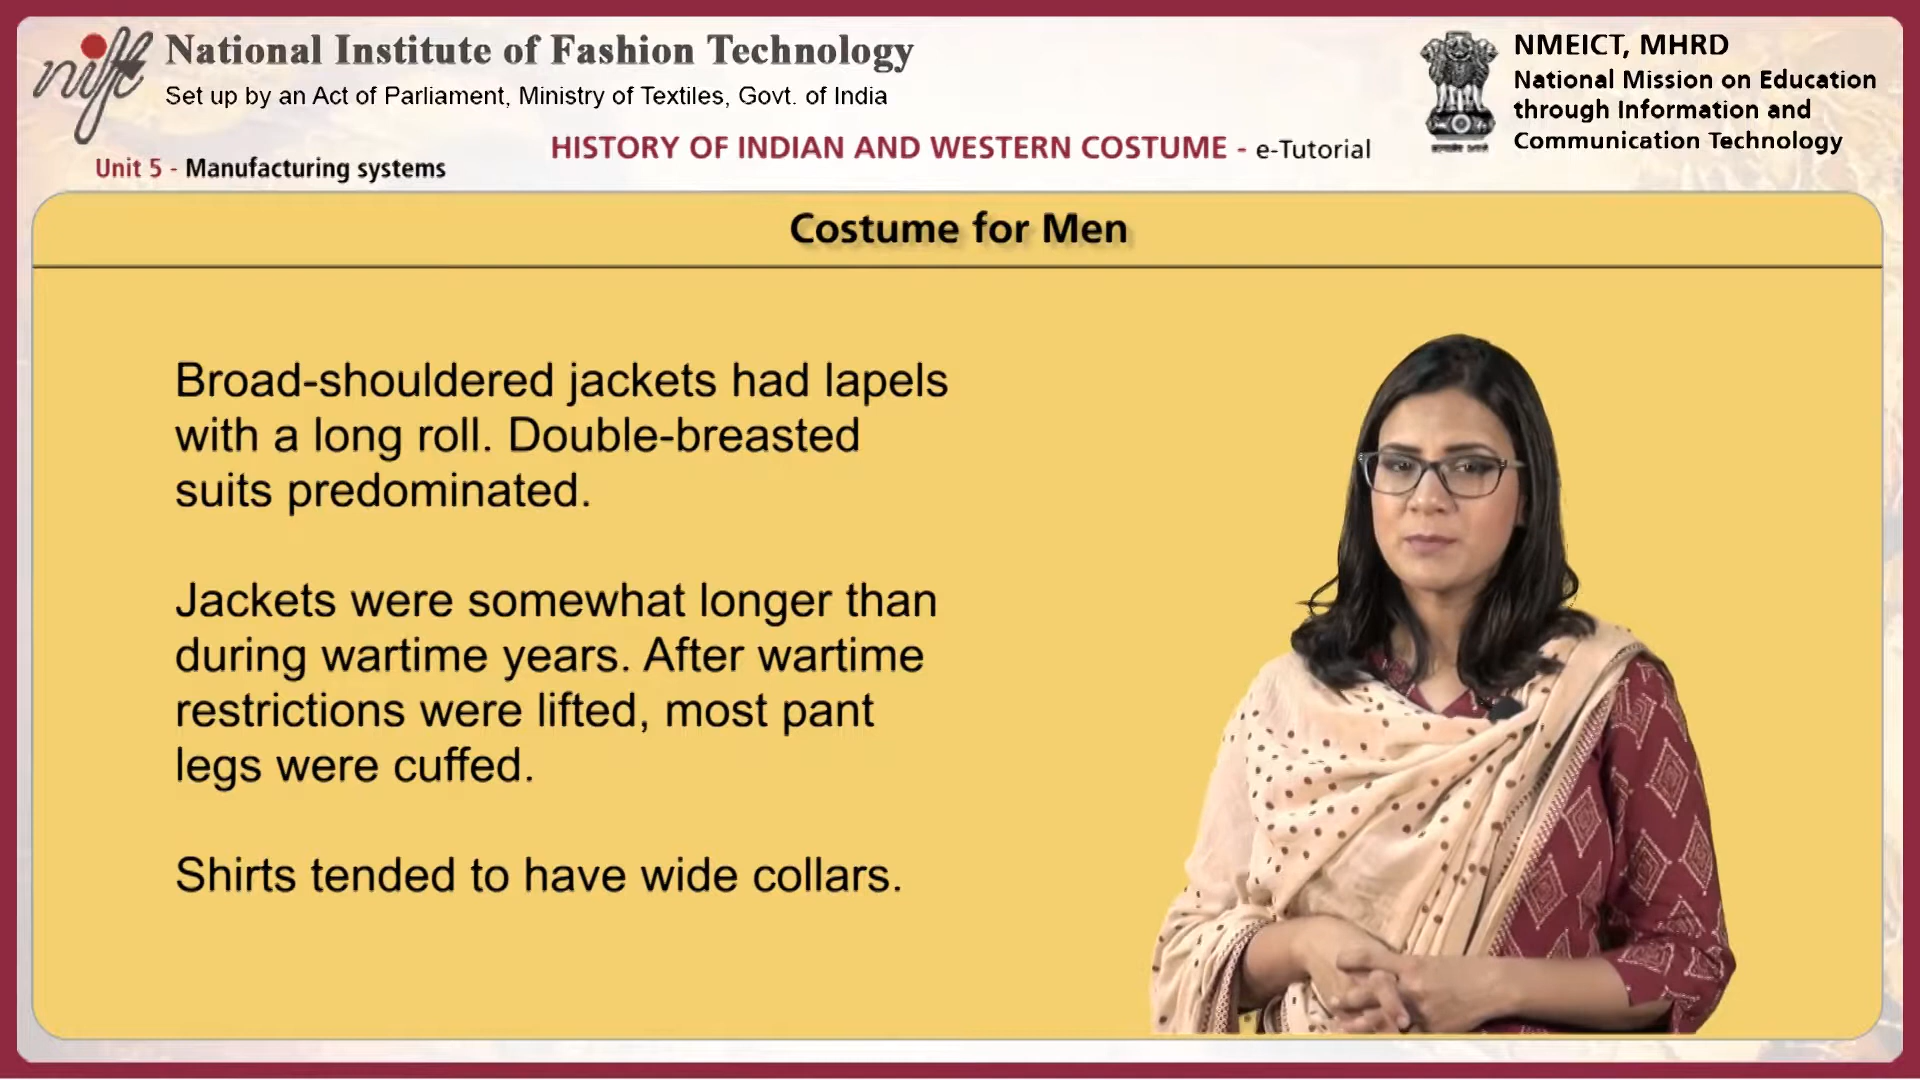 nift
National Institute of Fashion Technology
Set up by an Act of Parliament, Ministry of Textiles, Govt. of India
NMEICT, MHRD
National Mission on Education
through Information and
Communication Technology
HISTORY OF INDIAN AND WESTERN COSTUME - e-Tutorial
Unit 5 - Manufacturing systems
Costume for Men
Broad-shouldered jackets had lapels
with a long roll. Double-breasted
suits predominated.
Jackets were somewhat longer than
during wartime years. After wartime
restrictions were lifted, most pant
legs were cuffed.
Shirts tended to have wide collars.